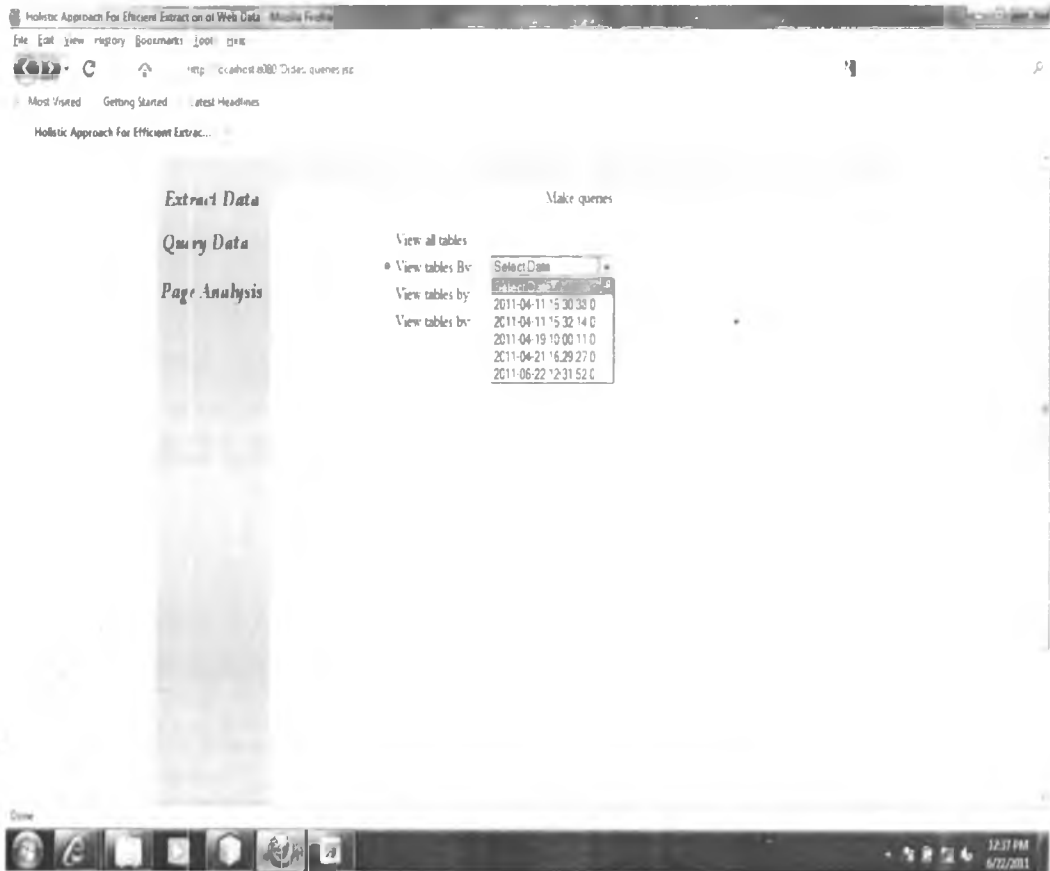 Holistic Approach For Efficient Extraction of Web Data - Mozilla Firefox
File Edit View History Bookmarks Tools Help
Most Visited Getting Started Latest Headlines
Holistic Approach For Efficient Extrac...
Extract Data
Query Data
Page Analysis
Make queries
View all tables
View tables By: Select Date
Select Date
View tables by
View tables by:
2011-04-11 15:30:33.0
2011-04-11 15:32:14.0
2011-04-19 10:00:11.0
2011-04-21 16:29:27.0
2011-06-22 12:31:52.0
Done
12:37 PM
6/22/2011